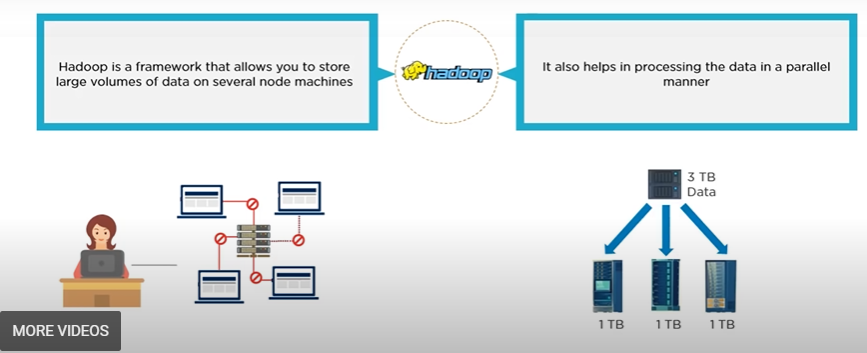 Hadoop is a framework that allows you to store
large volumes of data on several node machines
hadoop
It also helps in processing the data in a parallel
manner
3 TB
Data
1 TB
1 TB
1 TB
MORE VIDEOS